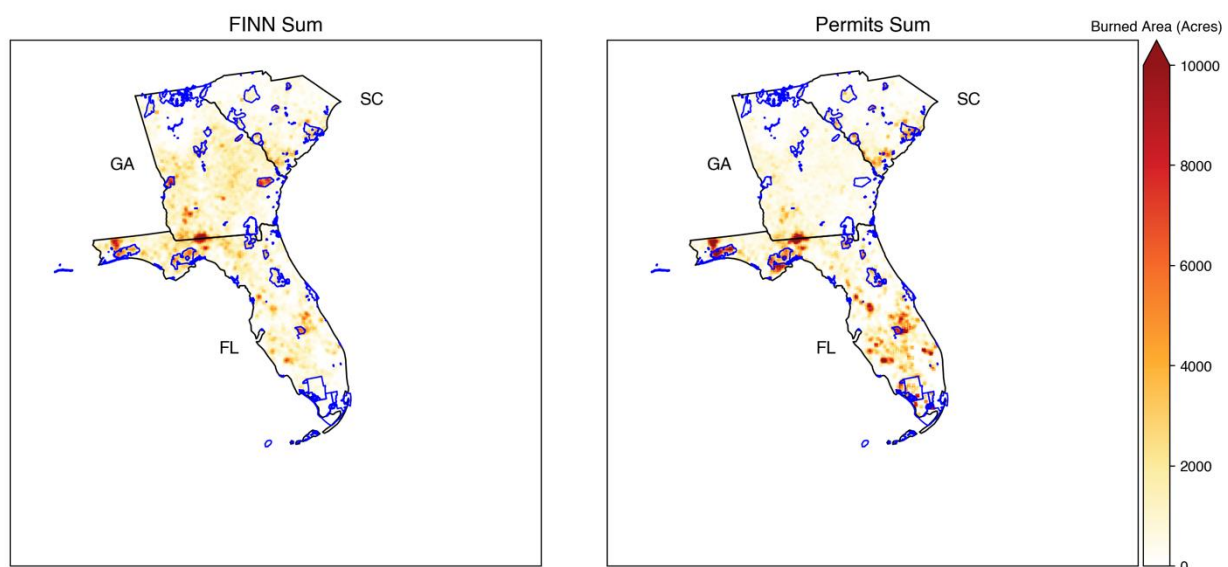 FINN Sum
Permits Sum
Burned Area (Acres)
SC
GA
FL
SC
GA
FL
10000
8000
6000
4000
2000
0